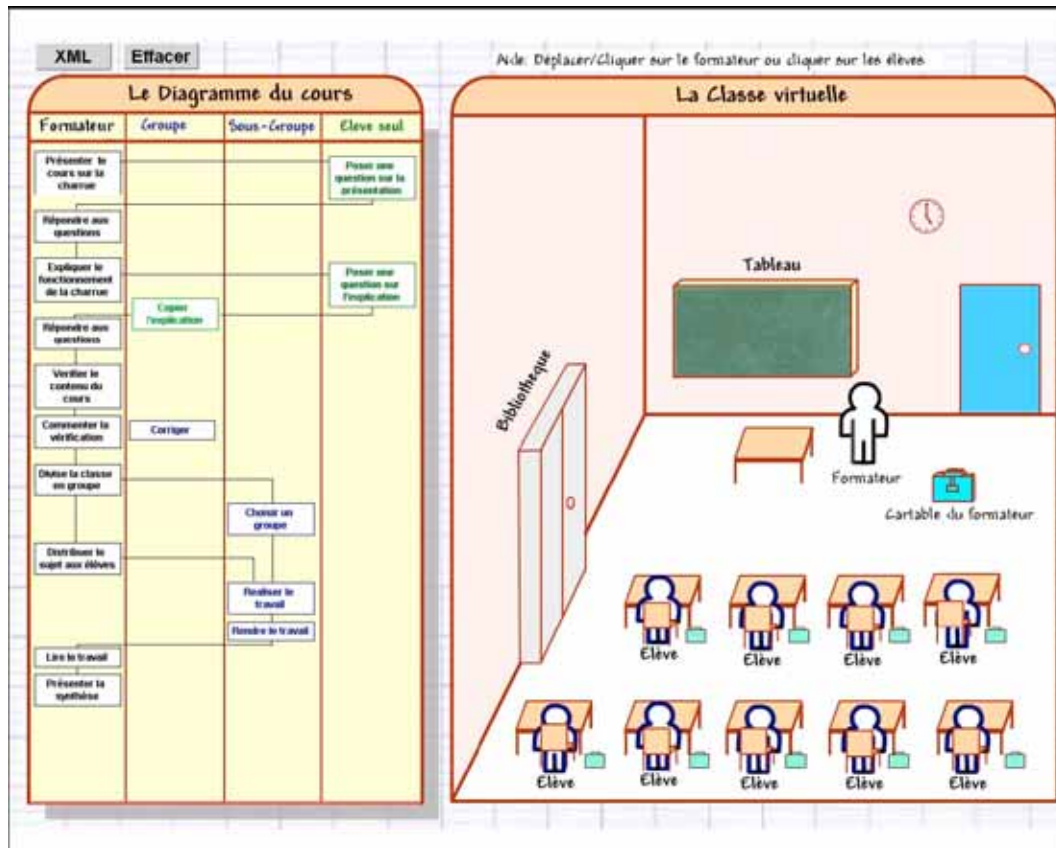 XML Effacer
Aide: Déplacer/Cliquer sur le formateur ou cliquer sur les élèves
Le Diagramme du cours
Formateur Groupe Sous-Groupe Eleve seul
Présenter le
cours sur la
charrue
Poser une
question sur la
présentation
Répondre aux
questions
Expliquer le
fonctionnement
de la charrue
Poser une
question sur
l'explication
Copier
l'explication
Répondre aux
questions
Vérifier le
contenu du
cours
Commenter la
vérification
Corriger
Divise la classe
en groupe
Choisir un
groupe
Distribuer le
sujet aux élèves
Réaliser le
travail
Rendre le travail
Lire le travail
Présenter la
synthèse
La Classe virtuelle
Tableau
Bibliothèque
Formateur
Cartable du formateur
Elève Elève Elève Elève
Elève Elève Elève Elève Elève